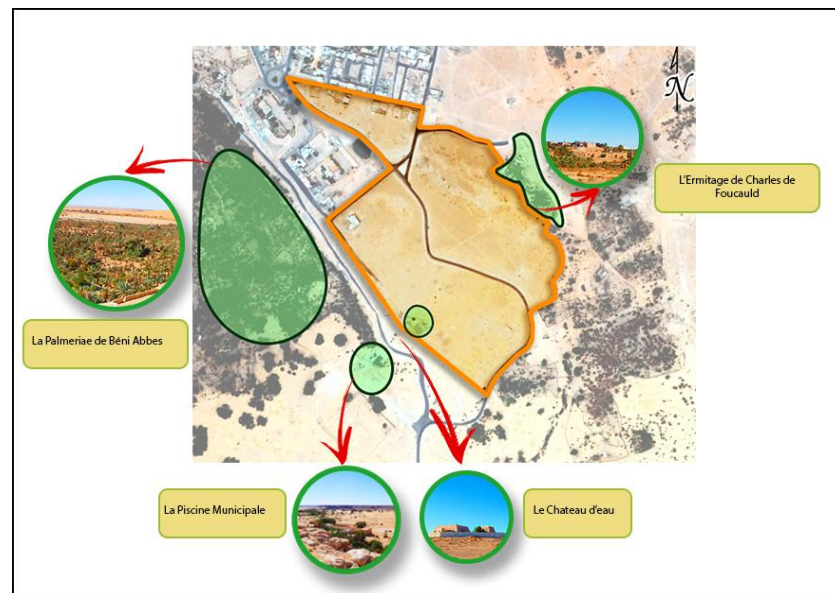 N
L'Ermitage de Charles de
Foucauld
La Palmeriae de Béni Abbes
La Piscine Municipale
Le Chateau d'eau